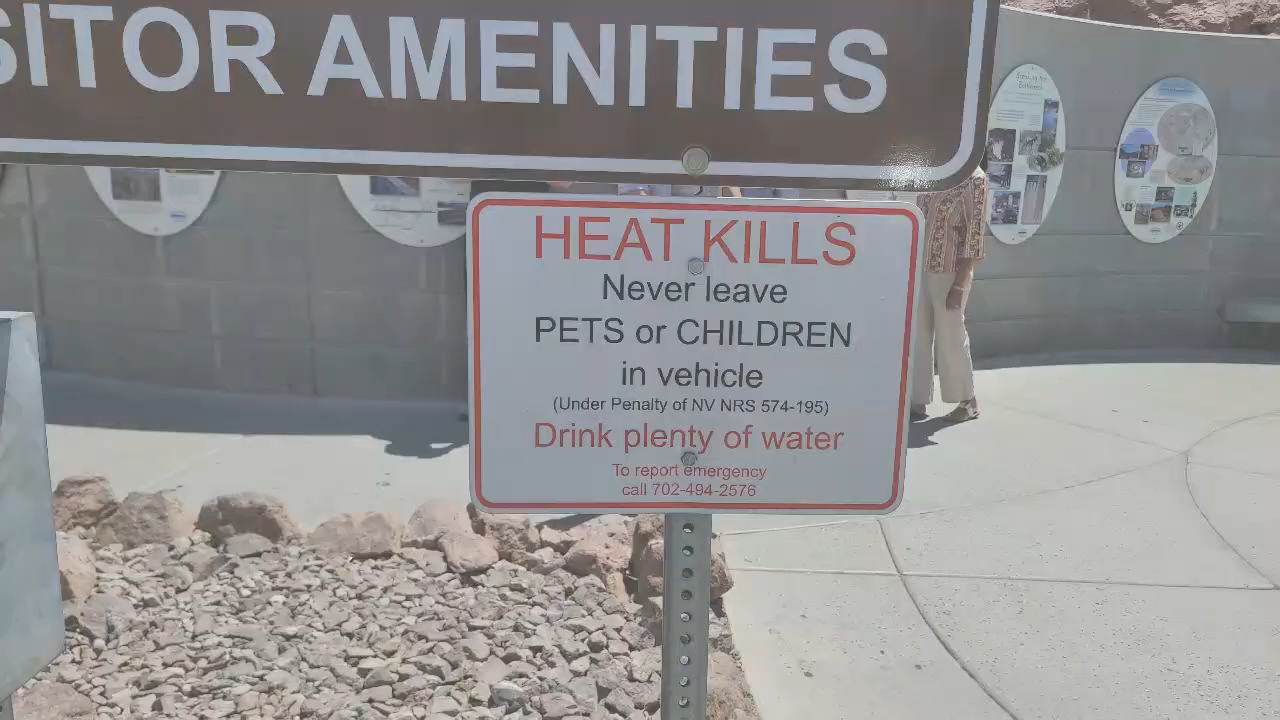 SITOR AMENITIES
HEAT KILLS
Never leave
PETS or CHILDREN
in vehicle
(Under Penalty of NV NRS 574-195)
Drink plenty of water
To report emergency
call 702-494-2576